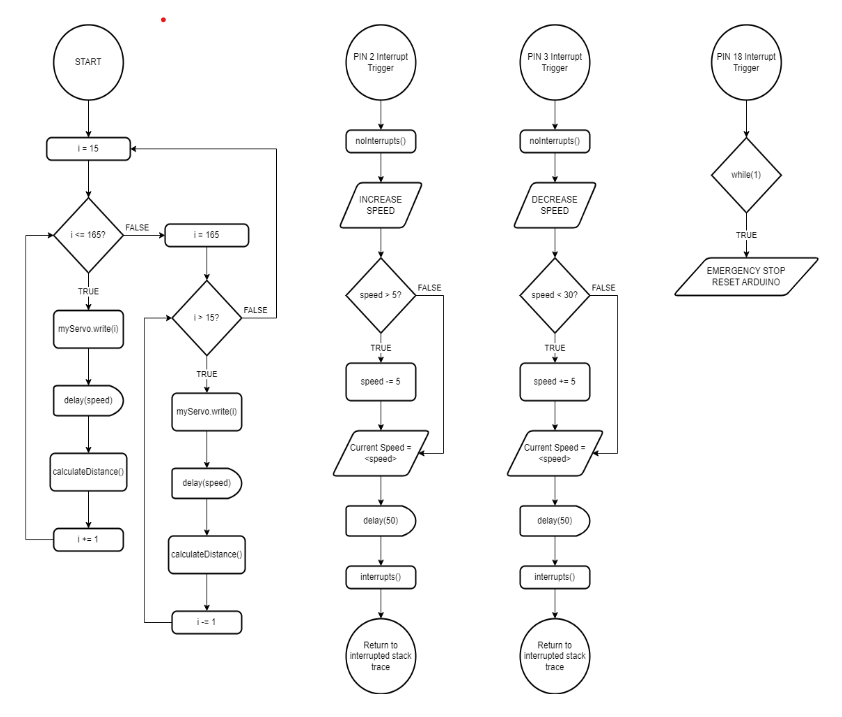 START
i = 15
i <= 165?
FALSE
TRUE
myServo.write(i)
delay(speed)
calculateDistance()
i += 1
i = 165
i > 15?
FALSE
TRUE
myServo.write(i)
delay(speed)
calculateDistance()
i -= 1
PIN 2 Interrupt
Trigger
noInterrupts()
INCREASE
SPEED
speed > 5?
FALSE
TRUE
speed -= 5
Current Speed =
<speed>
delay(50)
interrupts()
Return to
interrupted stack
trace
PIN 3 Interrupt
Trigger
noInterrupts()
DECREASE
SPEED
speed < 30?
FALSE
TRUE
speed += 5
Current Speed =
<speed>
delay(50)
interrupts()
Return to
interrupted stack
trace
PIN 18 Interrupt
Trigger
while(1)
TRUE
EMERGENCY STOP
RESET ARDUINO